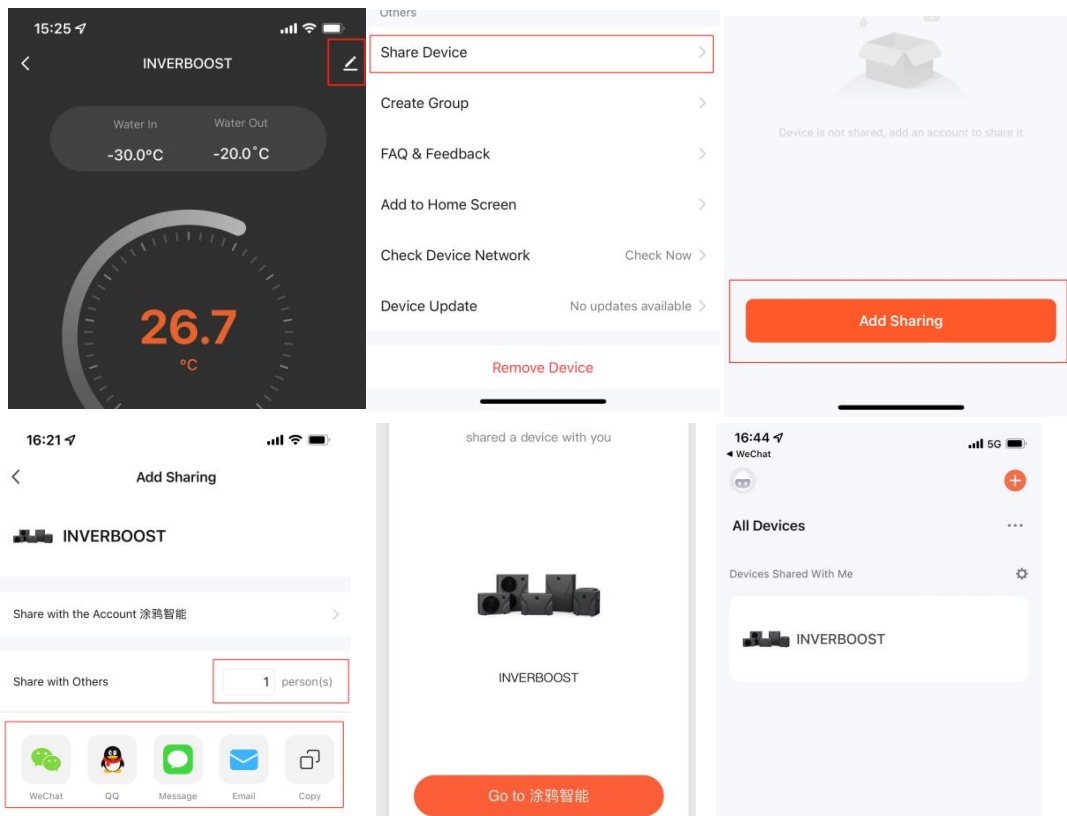 15:25
INVERBOOST
Water In
Water Out
-30.0°C
-20.0°C
26.7
°C
Others
Share Device
Create Group
FAQ & Feedback
Add to Home Screen
Check Device Network
Check Now
Device Update
No updates available
Remove Device
Device is not shared, add an account to share it
Add Sharing
16:21
Add Sharing
INVERBOOST
Share with the Account 涂鸦智能
Share with Others
1 person(s)
WeChat
QQ
Message
Email
Copy
shared a device with you
INVERBOOST
Go to 涂鸦智能
16:44
5G
WeChat
All Devices
Devices Shared With Me
INVERBOOST